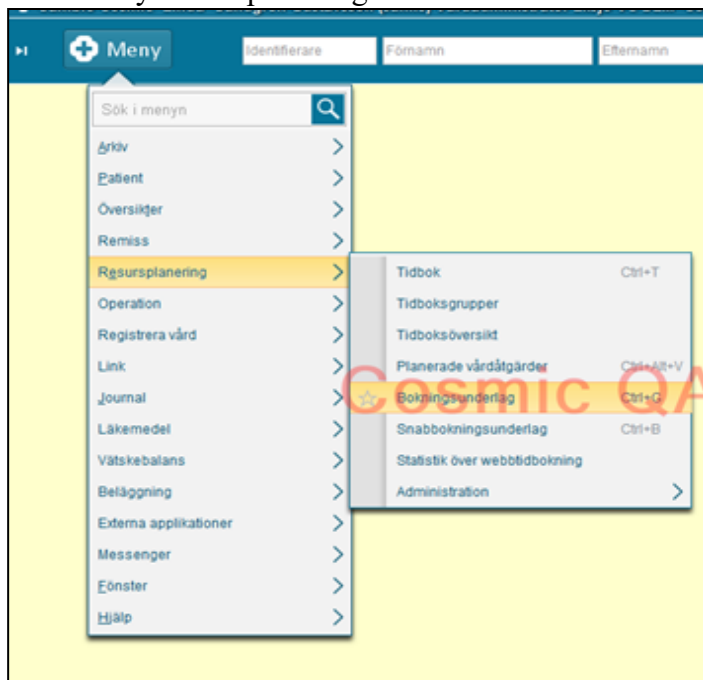 Meny
Identifierare
Förnamn
Efternamn
Sök i menyn
Arkiv
Patient
Översikter
Remiss
Resursplanering
Operation
Registrera vård
Link
Journal
Läkemedel
Vätskebalans
Beläggning
Externa applikationer
Messenger
Fönster
Hjälp
Tidbok Ctrl+T
Tidboksgrupper
Tidboksöversikt
Planerade vårdåtgärder Ctrl+Alt+V
Bokningsunderlag Ctrl+G
Snabbokningsunderlag Ctrl+B
Statistik över webbtidbokning
Administration
Cosmic QA